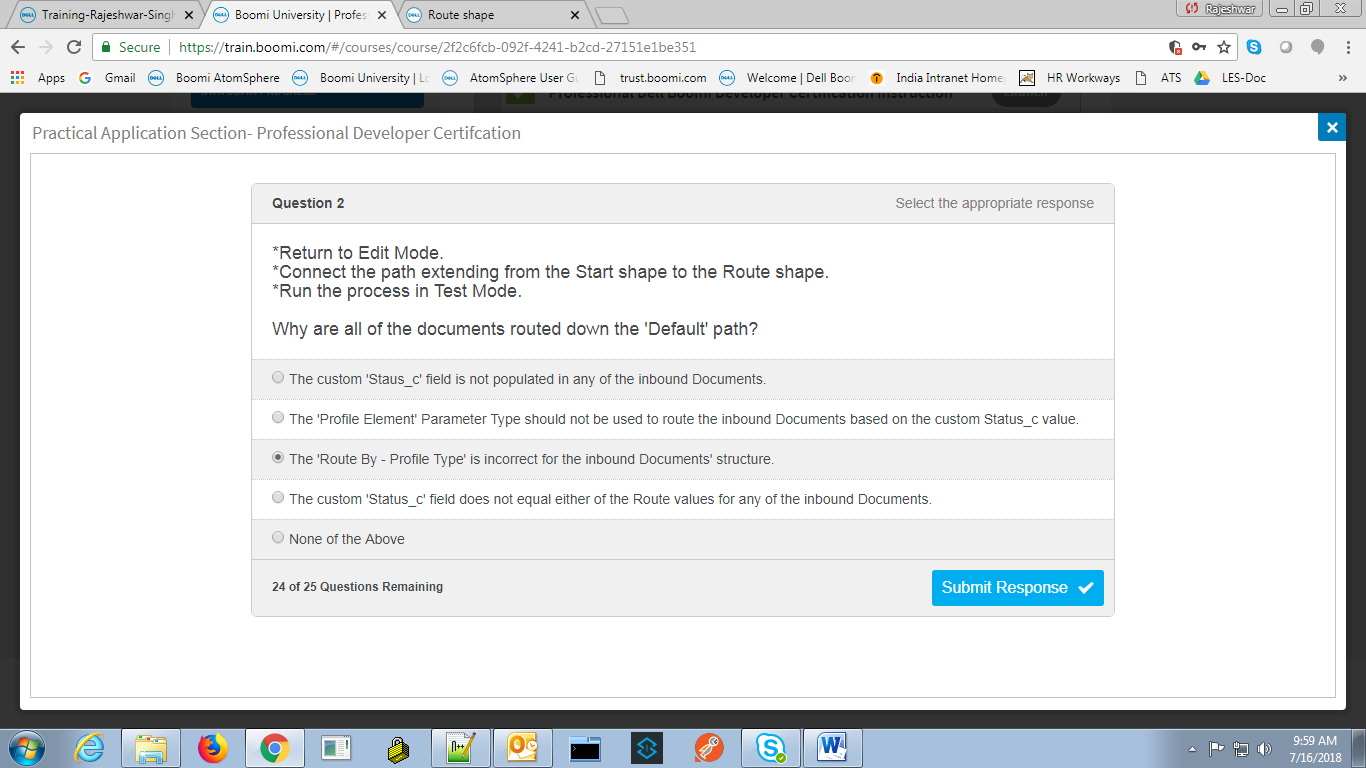 Training-Rajeshwar-Singh
Boomi University | Profes
Route shape
Rajeshwar
Secure
https://train.boomi.com/#/courses/course/2f2c6fcb-092f-4241-b2cd-27151e1be351
Apps
Gmail
Boomi AtomSphere
Boomi University | Lo
AtomSphere User Gu
trust.boomi.com
Welcome | Dell Boom
India Intranet Home
HR Workways
ATS
LES-Doc
»
Professional Dell Boomi Developer Certification Instruction
Practical Application Section- Professional Developer Certifcation
Question 2
Select the appropriate response
*Return to Edit Mode.
*Connect the path extending from the Start shape to the Route shape.
*Run the process in Test Mode.
Why are all of the documents routed down the 'Default' path?
The custom 'Staus_c' field is not populated in any of the inbound Documents.
The 'Profile Element' Parameter Type should not be used to route the inbound Documents based on the custom Status_c value.
The 'Route By - Profile Type' is incorrect for the inbound Documents' structure.
The custom 'Status_c' field does not equal either of the Route values for any of the inbound Documents.
None of the Above
24 of 25 Questions Remaining
Submit Response
9:59 AM
7/16/2018